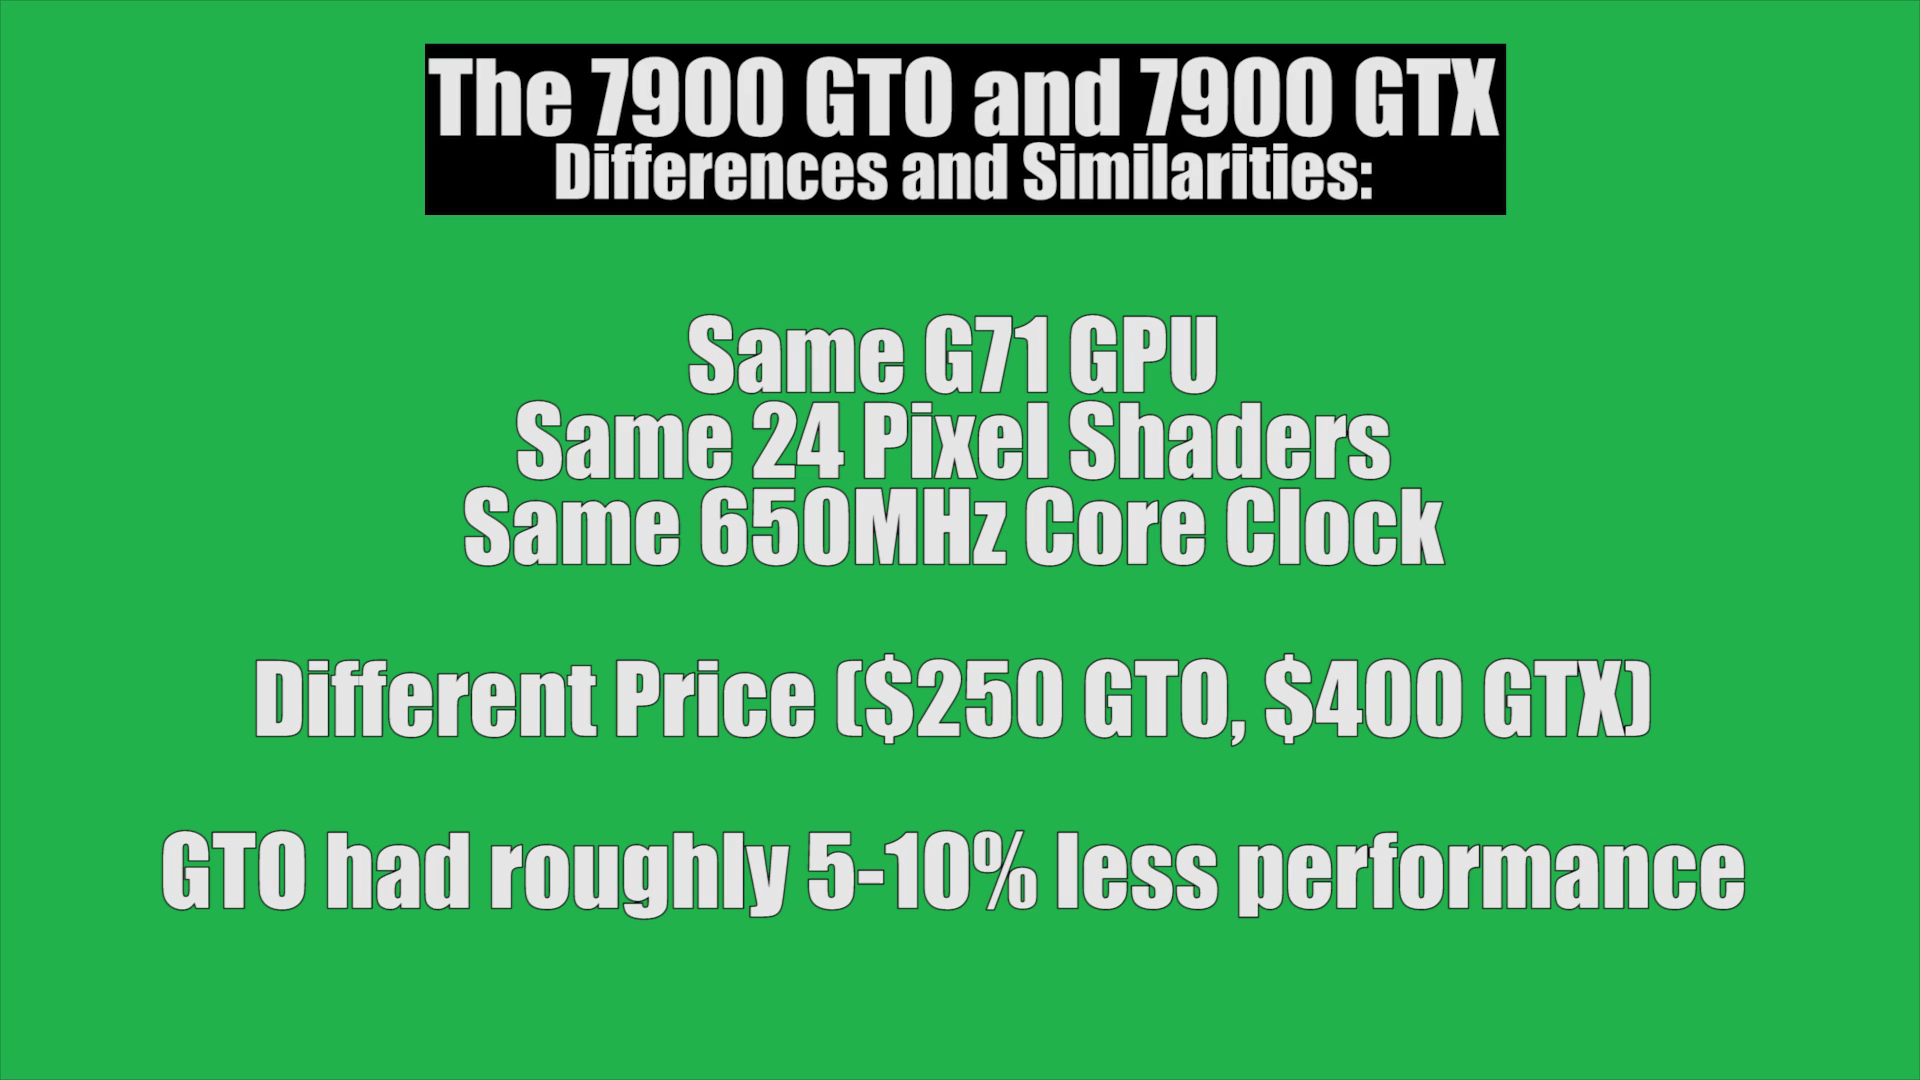 The 7900 GTO and 7900 GTX
Differences and Similarities:
Same G71 GPU
Same 24 Pixel Shaders
Same 650MHz Core Clock
Different Price ($250 GTO, $400 GTX)
GTO had roughly 5-10% less performance